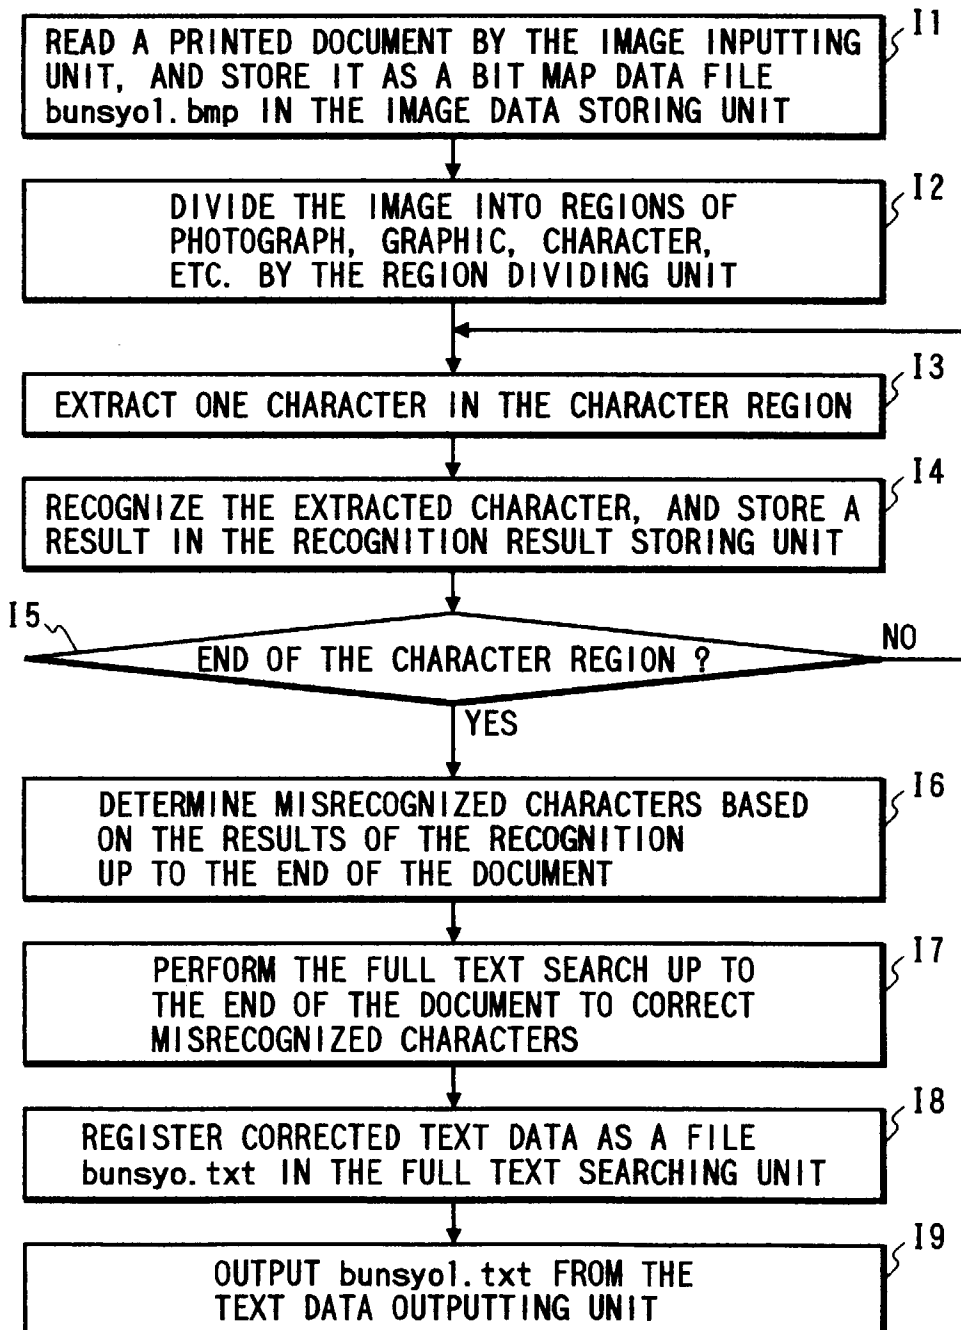 I1
READ A PRINTED DOCUMENT BY THE IMAGE INPUTTING
UNIT, AND STORE IT AS A BIT MAP DATA FILE
bunsyo1.bmp IN THE IMAGE DATA STORING UNIT
I2
DIVIDE THE IMAGE INTO REGIONS OF
PHOTOGRAPH, GRAPHIC, CHARACTER,
ETC. BY THE REGION DIVIDING UNIT
I3
EXTRACT ONE CHARACTER IN THE CHARACTER REGION
I4
RECOGNIZE THE EXTRACTED CHARACTER, AND STORE A
RESULT IN THE RECOGNITION RESULT STORING UNIT
I5
END OF THE CHARACTER REGION ?
NO
YES
I6
DETERMINE MISRECOGNIZED CHARACTERS BASED
ON THE RESULTS OF THE RECOGNITION
UP TO THE END OF THE DOCUMENT
I7
PERFORM THE FULL TEXT SEARCH UP TO
THE END OF THE DOCUMENT TO CORRECT
MISRECOGNIZED CHARACTERS
I8
REGISTER CORRECTED TEXT DATA AS A FILE
bunsyo.txt IN THE FULL TEXT SEARCHING UNIT
I9
OUTPUT bunsyo1.txt FROM THE
TEXT DATA OUTPUTTING UNIT